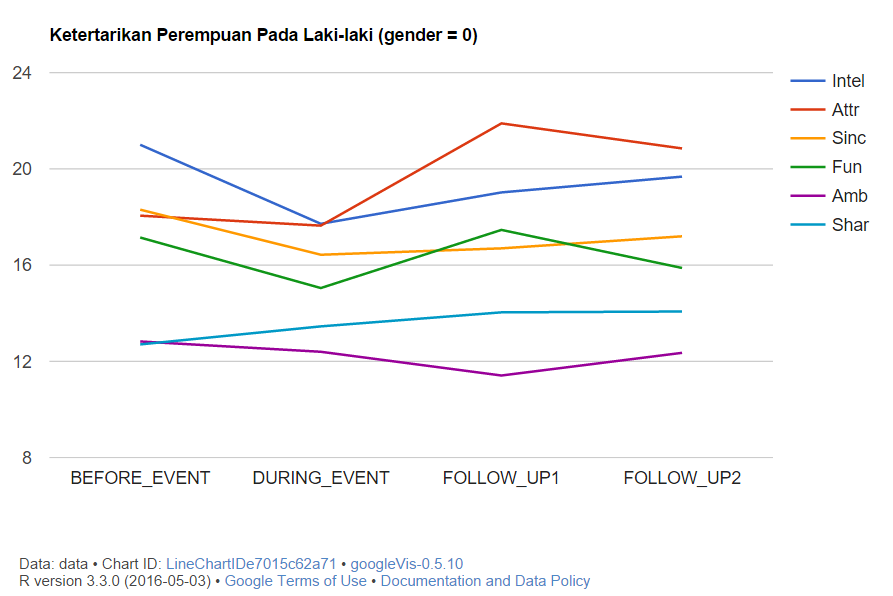 Ketertarikan Perempuan Pada Laki-laki (gender = 0)
24
20
16
12
8
BEFORE_EVENT DURING_EVENT FOLLOW_UP1 FOLLOW_UP2
Intel
Attr
Sinc
Fun
Amb
Shar
Data: data • Chart ID: LineChartIDe7015c62a71 • googleVis-0.5.10
R version 3.3.0 (2016-05-03) • Google Terms of Use • Documentation and Data Policy